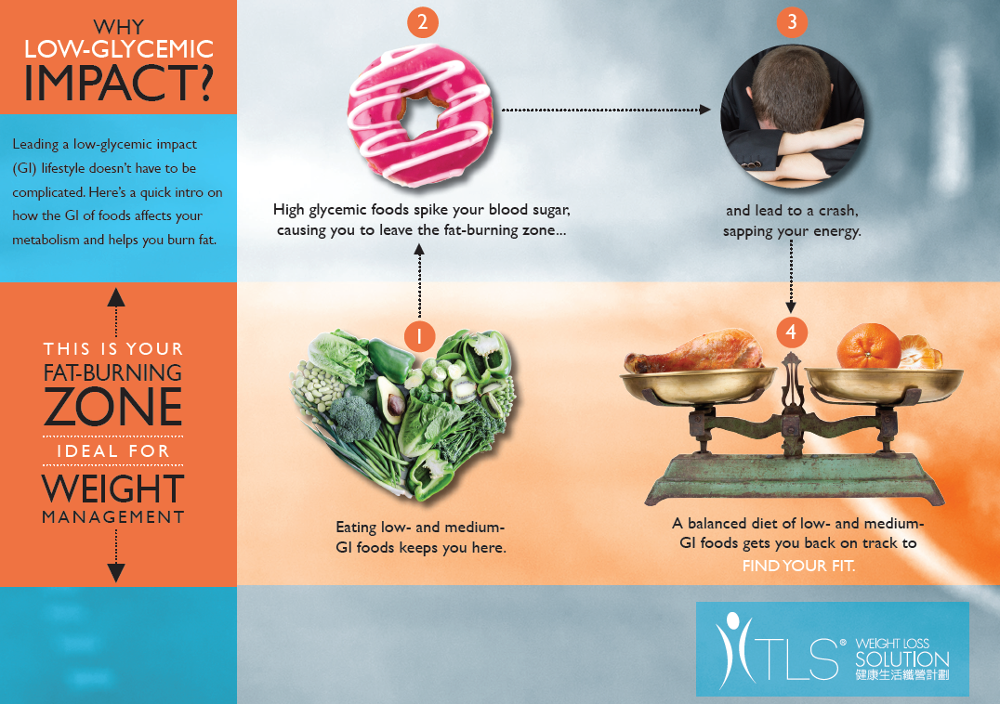 WHY
LOW-GLYCEMIC
IMPACT?
Leading a low-glycemic impact
(GI) lifestyle doesn't have to be
complicated. Here's a quick intro on
how the GI of foods affects your
metabolism and helps you burn fat.
THIS IS YOUR
FAT-BURNING
ZONE
IDEAL FOR
WEIGHT
MANAGEMENT
1
Eating low- and medium-
GI foods keeps you here.
2
High glycemic foods spike your blood sugar,
causing you to leave the fat-burning zone...
3
and lead to a crash,
sapping your energy.
4
A balanced diet of low- and medium-
GI foods gets you back on track to
FIND YOUR FIT.
TLS® WEIGHT LOSS
SOLUTION
健康生活纖營計劃